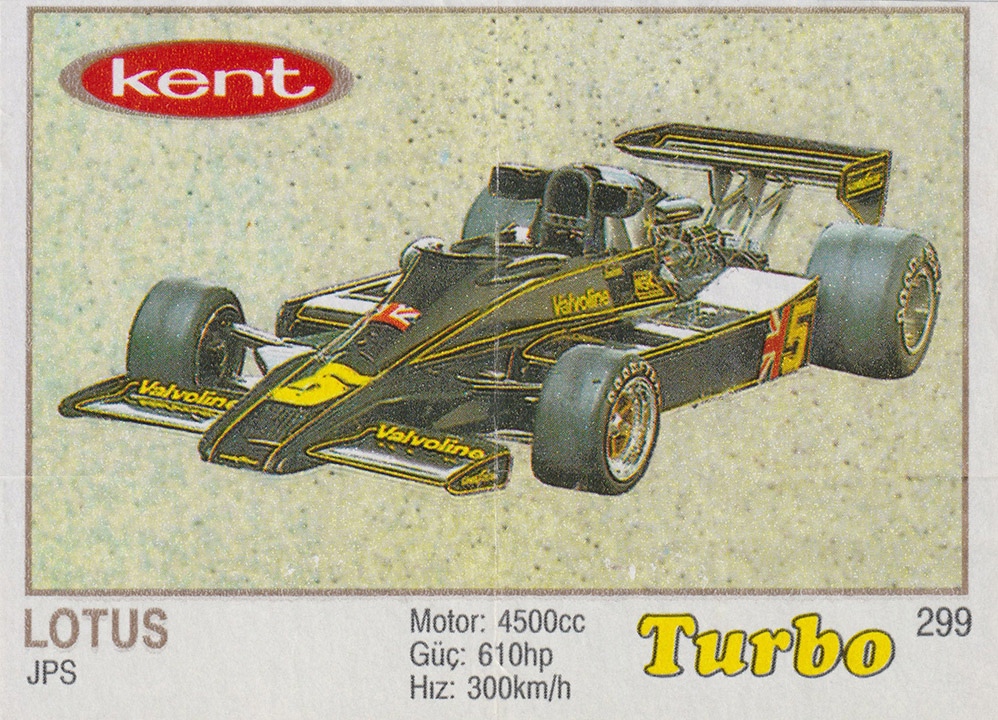 kent
Valvoline
5
5
Valvoline
Valvoline
LOTUS
JPS
Motor: 4500cc
Güç: 610hp
Hız: 300km/h
Turbo
299